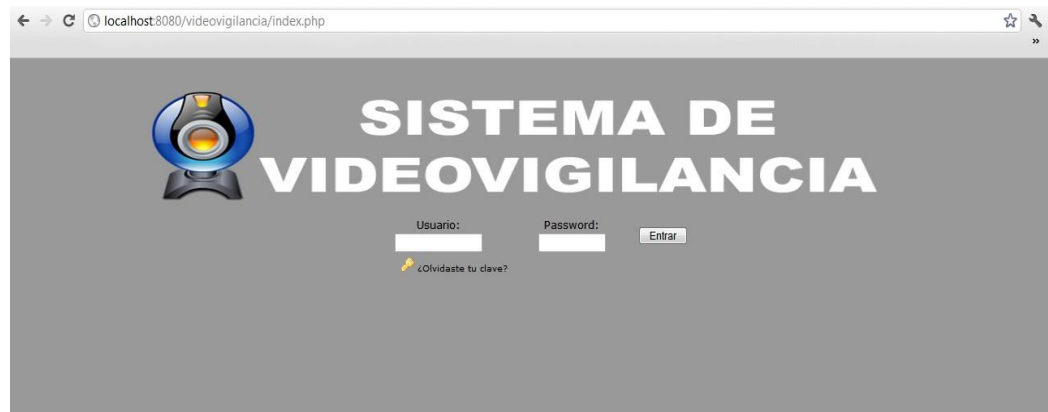 localhost:8080/videovigilancia/index.php
»
SISTEMA DE
VIDEOVIGILANCIA
Usuario: Password:
Entrar
¿Olvidaste tu clave?